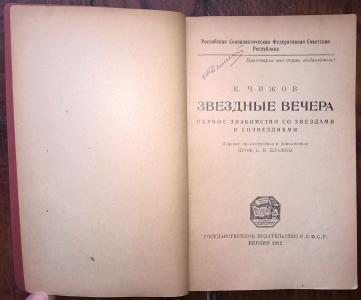 Российская Социалистическая Федеративная Советская
Республика
Пролетарии всех стран, соединяйтесь!
Е. ЧИЖОВ
ЗВЕЗДНЫЕ ВЕЧЕРА
ПЕРВОЕ ЗНАКОМСТВО СО ЗВЕЗДАМИ
И СОЗВЕЗДИЯМИ
Издание просмотренное и дополненное
ПРОФ. С. Н. БЛАЖКО
ГОСУДАРСТВЕННОЕ ИЗДАТЕЛЬСТВО Р.С.Ф.С.Р.
БЕРЛИН 1922